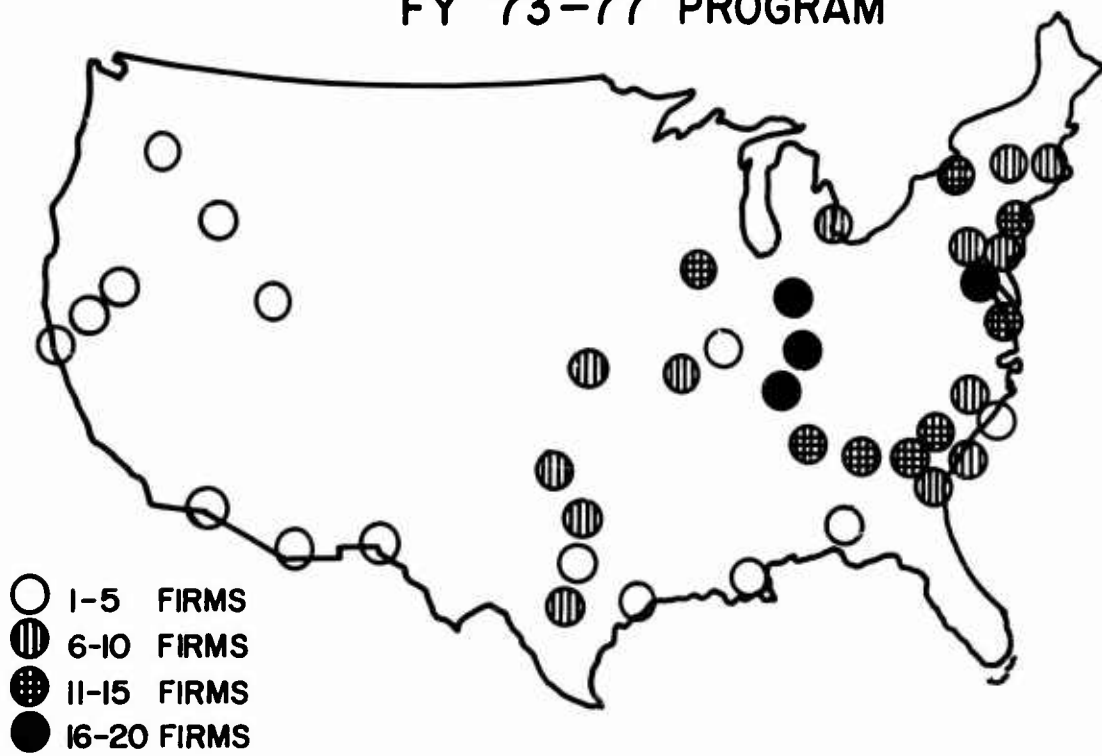 FY '73-77 PROGRAM
1-5 FIRMS
6-10 FIRMS
11-15 FIRMS
16-20 FIRMS